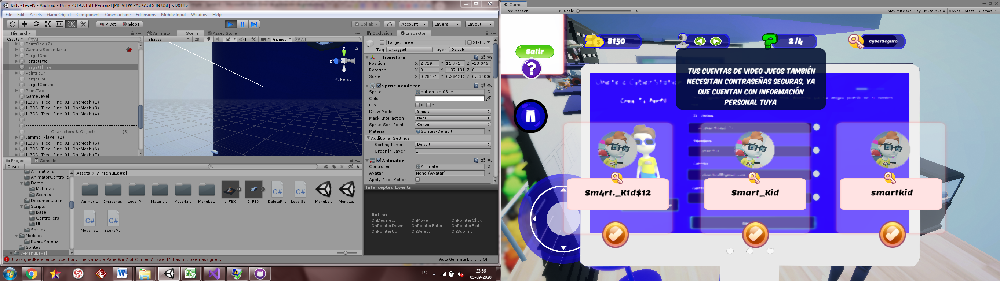 Kids - Level5 - Android - Unity 2019.2.15f1 Personal [PREVIEW PACKAGES IN USE] <DX11>
File Edit Assets GameObject Component Cinemachine Extensions Mobile Input Window Help
Pivot Global Collab Account Layers Layout
Hierarchy
Create All
PointOne (2)
CamaraSecundaria
TargetOne
TargetTwo
TargetThree
PointFour
TargetFour
TargetControl
PointTwo
GameLevel
IL3DN_Tree_Pine_01_OneMesh (1)
IL3DN_Tree_Pine_01_OneMesh (3)
IL3DN_Tree_Pine_01_OneMesh (4)
------------ Characters & Objects ------------ (3)
Jammo_Player (2)
IL3DN_Tree_Pine_01_OneMesh (5)
IL3DN_Tree_Pine_01_OneMesh (6)
IL3DN_Tree_Pine_01_OneMesh (7)
Animator Scene Asset Store
Shaded 2D 1 Gizmos All
y
z
Persp
Occlusion Inspector
TargetThree Static
Tag Untagged Layer Default
Transform
Position X 2.729 Y 11.771 Z -23.046
Rotation X 0 Y -137.131 Z 0
Scale X 0.28421 Y 0.28421 Z 0.33600
Sprite Renderer
Sprite button_set08_c
Color
Flip X Y
Draw Mode Simple
Mask Interaction None
Sprite Sort Point Center
Material Sprites-Default
Additional Settings
Sorting Layer Default
Order in Layer 1
Animator
Controller Animate
Avatar None (Avatar)
Apply Root Motion
Intercepted Events
Button
OnDeselect OnMove OnPointerClick
OnPointerDown OnPointerEnter OnPointerExit
OnPointerUp OnSelect OnSubmit
Auto Generate Lighting Off
Project Console
Create 16
Animations
AnimatorControlle
Demo
Materials
Scenes
Documentation
Scripts
Base
Controllers
Util
Sprites
Modelos
BoardMaterial
Sprites
7-MenuLevel
Assets > 7-MenuLevel
Animati... Imagenes Level Pr... Material... Material... MenuLe... 1_FBX 2_FBX DeletePl... LevelSel... MenuLe... MenuLe...
MoveTo... SceneM...
UnassignedReferenceException: The variable PanelWin2 of CorrectAnswerT1 has not been assigned.
ES 23:56
05-09-2020
Game
Free Aspect Scale 1x Maximize On Play Mute Audio VSync Stats Gizmos
8150
2/4
CyberSeguro
Salir
?
TUS CUENTAS DE VIDEO JUEOS TAMBIÉN
NECESITAN CONTRASEÑAS SEGURAS, YA
QUE CUENTAN CON INFORMACIÓN
PERSONAL TUYA
Sm4rt._K1d$12
Smart_Kid
smartkid